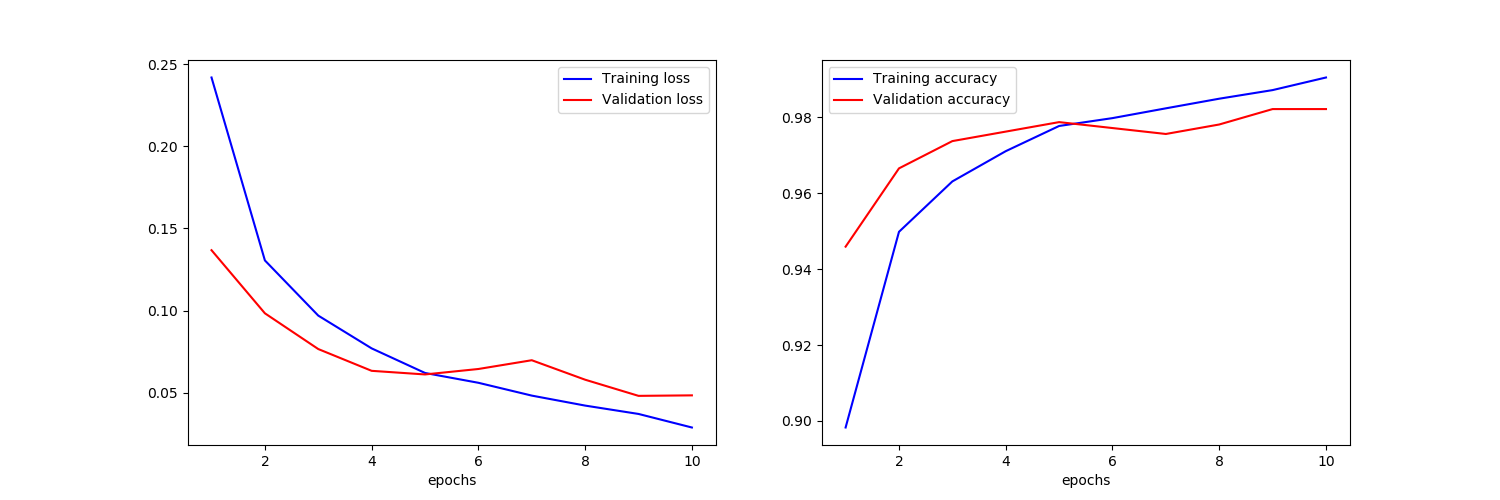 0.25
0.20
0.15
0.10
0.05
2 4 6 8 10
epochs
Training loss
Validation loss
0.98
0.96
0.94
0.92
0.90
2 4 6 8 10
epochs
Training accuracy
Validation accuracy